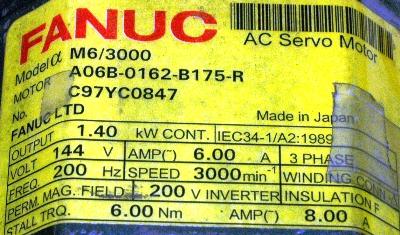 FANUC
AC Servo Motor
Model α M6/3000
MOTOR A06B-0162-B175-R
No. C97YC0847
FANUC LTD Made in Japan
OUTPUT 1.40 kW CONT. IEC34-1/A2:1989
VOLT 144 V AMP(~) 6.00 A 3 PHASE
FREQ. 200 Hz SPEED 3000 min⁻¹ WINDING CONN.
PERM. MAG. FIELD 200 V INVERTER INSULATION F
STALL TRQ. 6.00 Nm AMP(~) 8.00 A